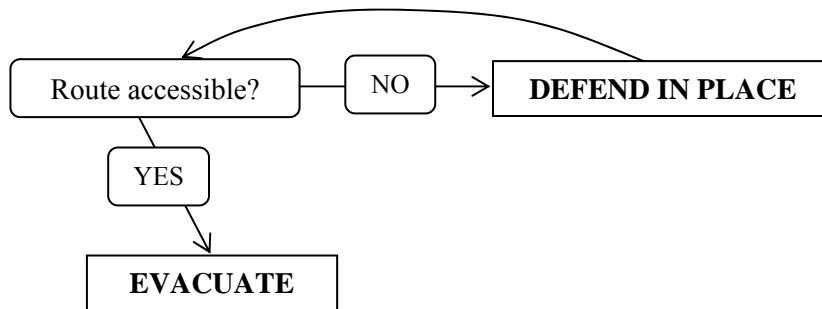 Route accessible?
NO
DEFEND IN PLACE
YES
EVACUATE